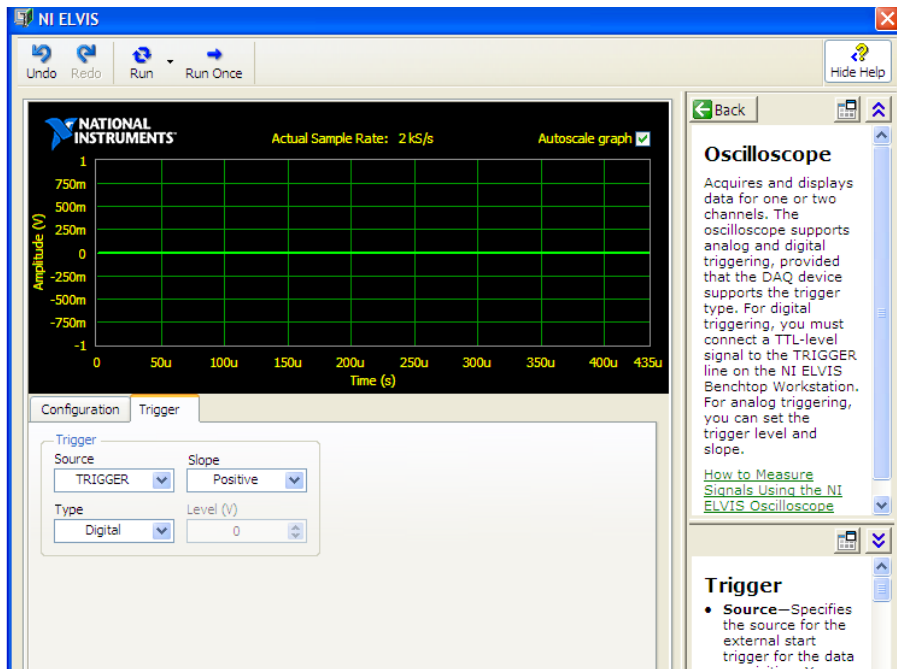 NI ELVIS
Undo Redo Run Run Once Hide Help
NATIONAL
INSTRUMENTS
Actual Sample Rate: 2 kS/s
Autoscale graph
1
750m
500m
250m
0
-250m
-500m
-750m
-1
Amplitude (V)
0 50u 100u 150u 200u 250u 300u 350u 400u 435u
Time (s)
Configuration Trigger
Trigger
Source Slope
TRIGGER Positive
Type Level (V)
Digital 0
Back
Oscilloscope
Acquires and displays
data for one or two
channels. The
oscilloscope supports
analog and digital
triggering, provided
that the DAQ device
supports the trigger
type. For digital
triggering, you must
connect a TTL-level
signal to the TRIGGER
line on the NI ELVIS
Benchtop Workstation.
For analog triggering,
you can set the
trigger level and
slope.
How to Measure
Signals Using the NI
ELVIS Oscilloscope
Trigger
• Source—Specifies
the source for the
external start
trigger for the data